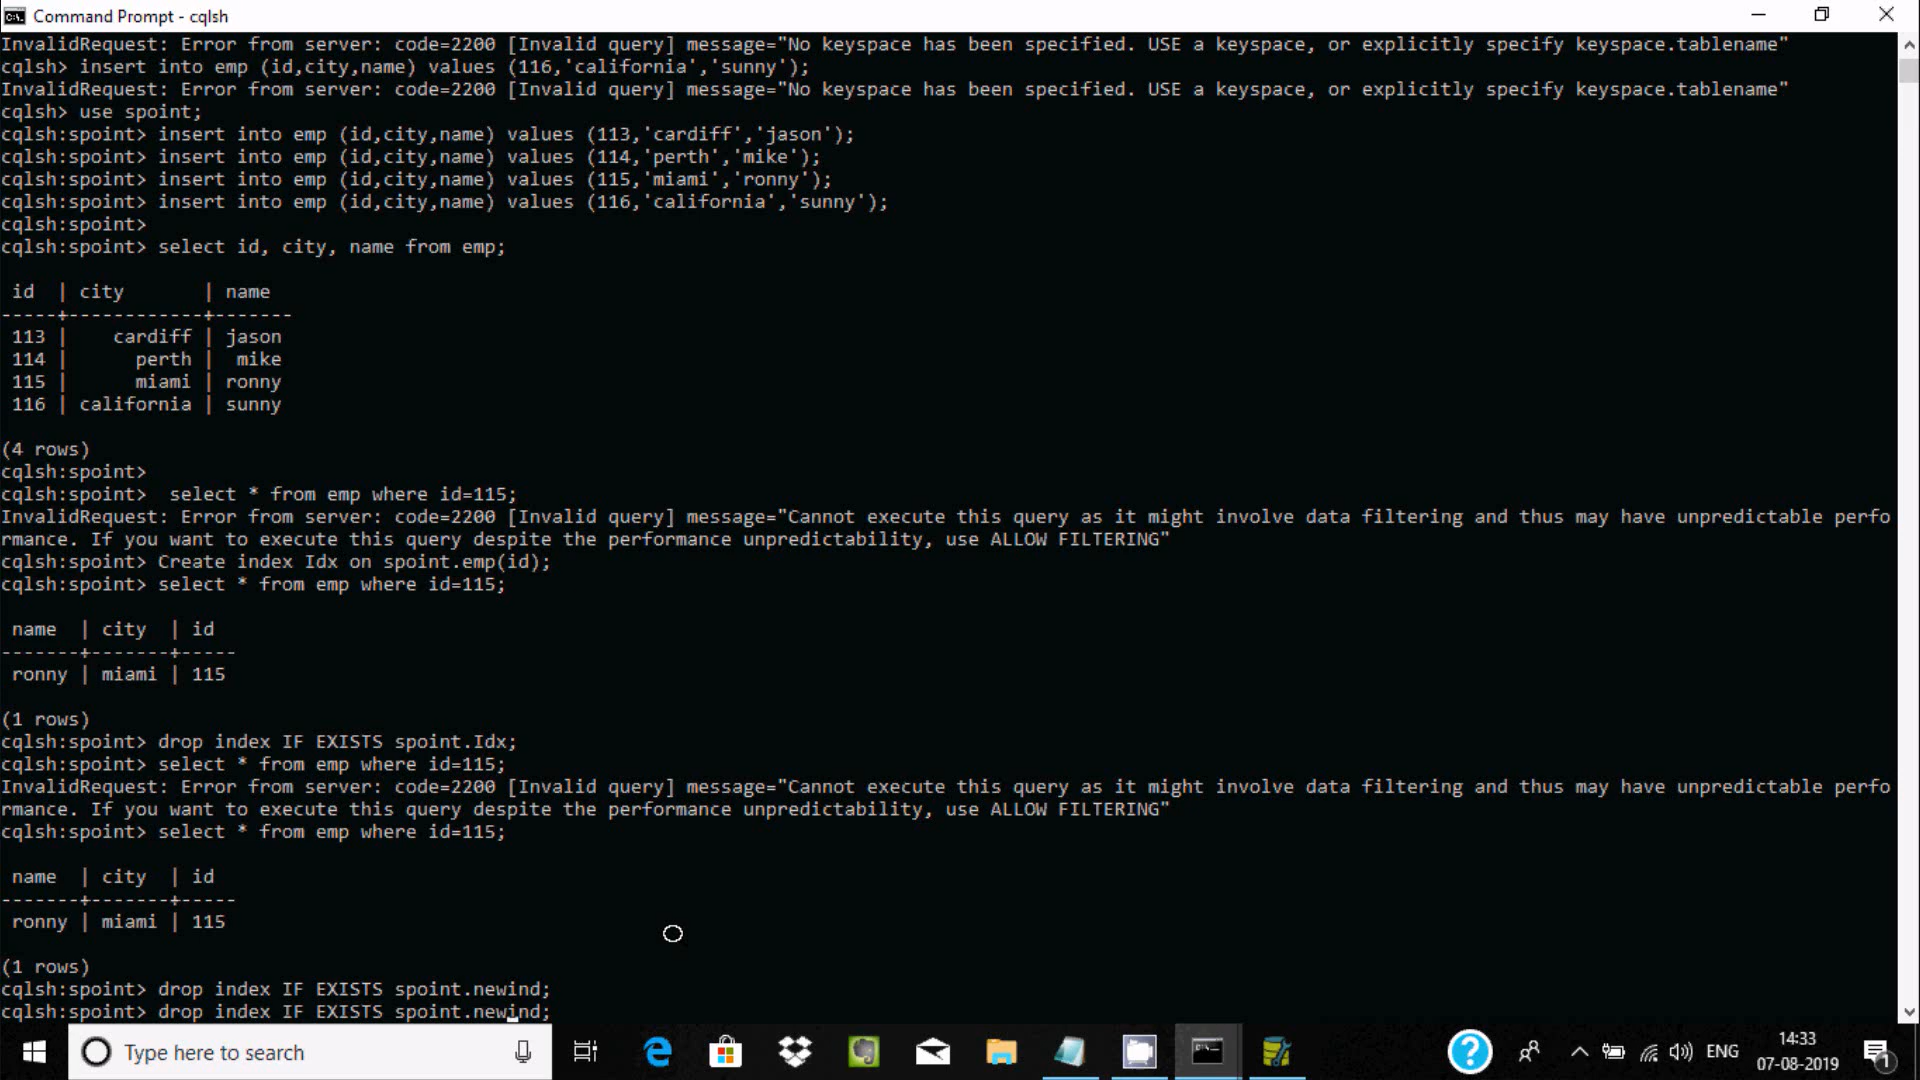 Command Prompt - cqlsh
InvalidRequest: Error from server: code=2200 [Invalid query] message="No keyspace has been specified. USE a keyspace, or explicitly specify keyspace.tablename"
cqlsh> insert into emp (id,city,name) values (116,'california','sunny');
InvalidRequest: Error from server: code=2200 [Invalid query] message="No keyspace has been specified. USE a keyspace, or explicitly specify keyspace.tablename"
cqlsh> use spoint;
cqlsh:spoint> insert into emp (id,city,name) values (113,'cardiff','jason');
cqlsh:spoint> insert into emp (id,city,name) values (114,'perth','mike');
cqlsh:spoint> insert into emp (id,city,name) values (115,'miami','ronny');
cqlsh:spoint> insert into emp (id,city,name) values (116,'california','sunny');
cqlsh:spoint>
cqlsh:spoint> select id, city, name from emp;
id | city | name
-----+------------+-------
113 | cardiff | jason
114 | perth | mike
115 | miami | ronny
116 | california | sunny
(4 rows)
cqlsh:spoint>
cqlsh:spoint> select * from emp where id=115;
InvalidRequest: Error from server: code=2200 [Invalid query] message="Cannot execute this query as it might involve data filtering and thus may have unpredictable perfo
rmance. If you want to execute this query despite the performance unpredictability, use ALLOW FILTERING"
cqlsh:spoint> Create index Idx on spoint.emp(id);
cqlsh:spoint> select * from emp where id=115;
name | city | id
-------+-------+-----
ronny | miami | 115
(1 rows)
cqlsh:spoint> drop index IF EXISTS spoint.Idx;
cqlsh:spoint> select * from emp where id=115;
InvalidRequest: Error from server: code=2200 [Invalid query] message="Cannot execute this query as it might involve data filtering and thus may have unpredictable perfo
rmance. If you want to execute this query despite the performance unpredictability, use ALLOW FILTERING"
cqlsh:spoint> select * from emp where id=115;
name | city | id
-------+-------+-----
ronny | miami | 115
(1 rows)
cqlsh:spoint> drop index IF EXISTS spoint.newind;
cqlsh:spoint> drop index IF EXISTS spoint.newind;
Type here to search
ENG
14:33
07-08-2019
1